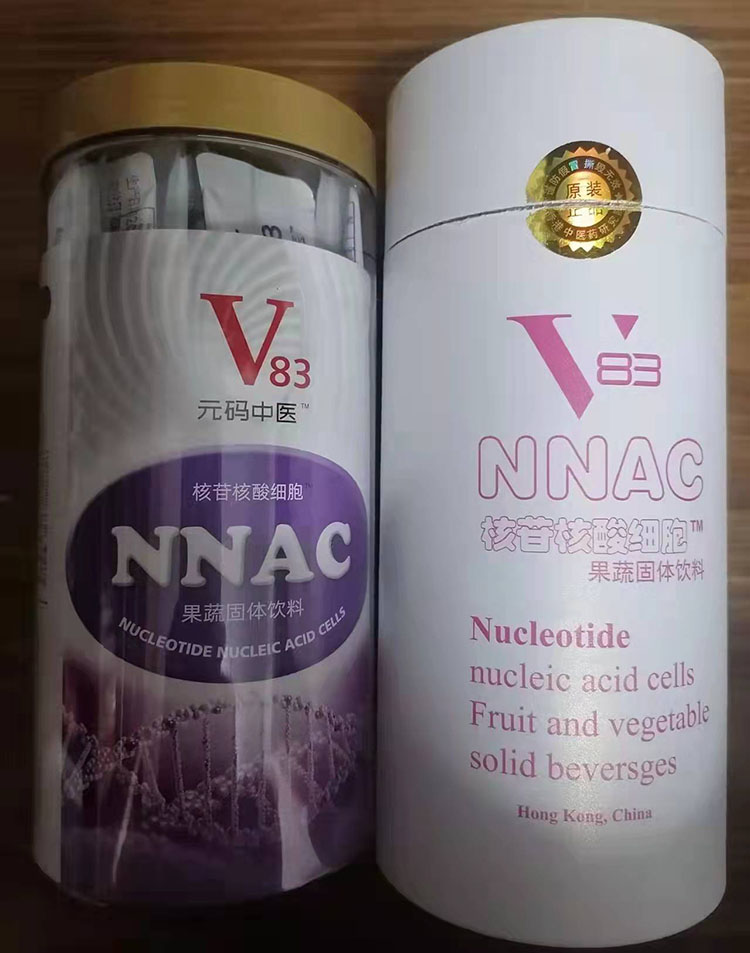 V83
元码中医™
核苷核酸细胞
NNAC
果蔬固体饮料
NUCLEOTIDE NUCLEIC ACID CELLS
原装
正品
V83
NNAC
核苷核酸细胞™
果蔬固体饮料
Nucleotide
nucleic acid cells
Fruit and vegetable
solid beversges
Hong Kong, China